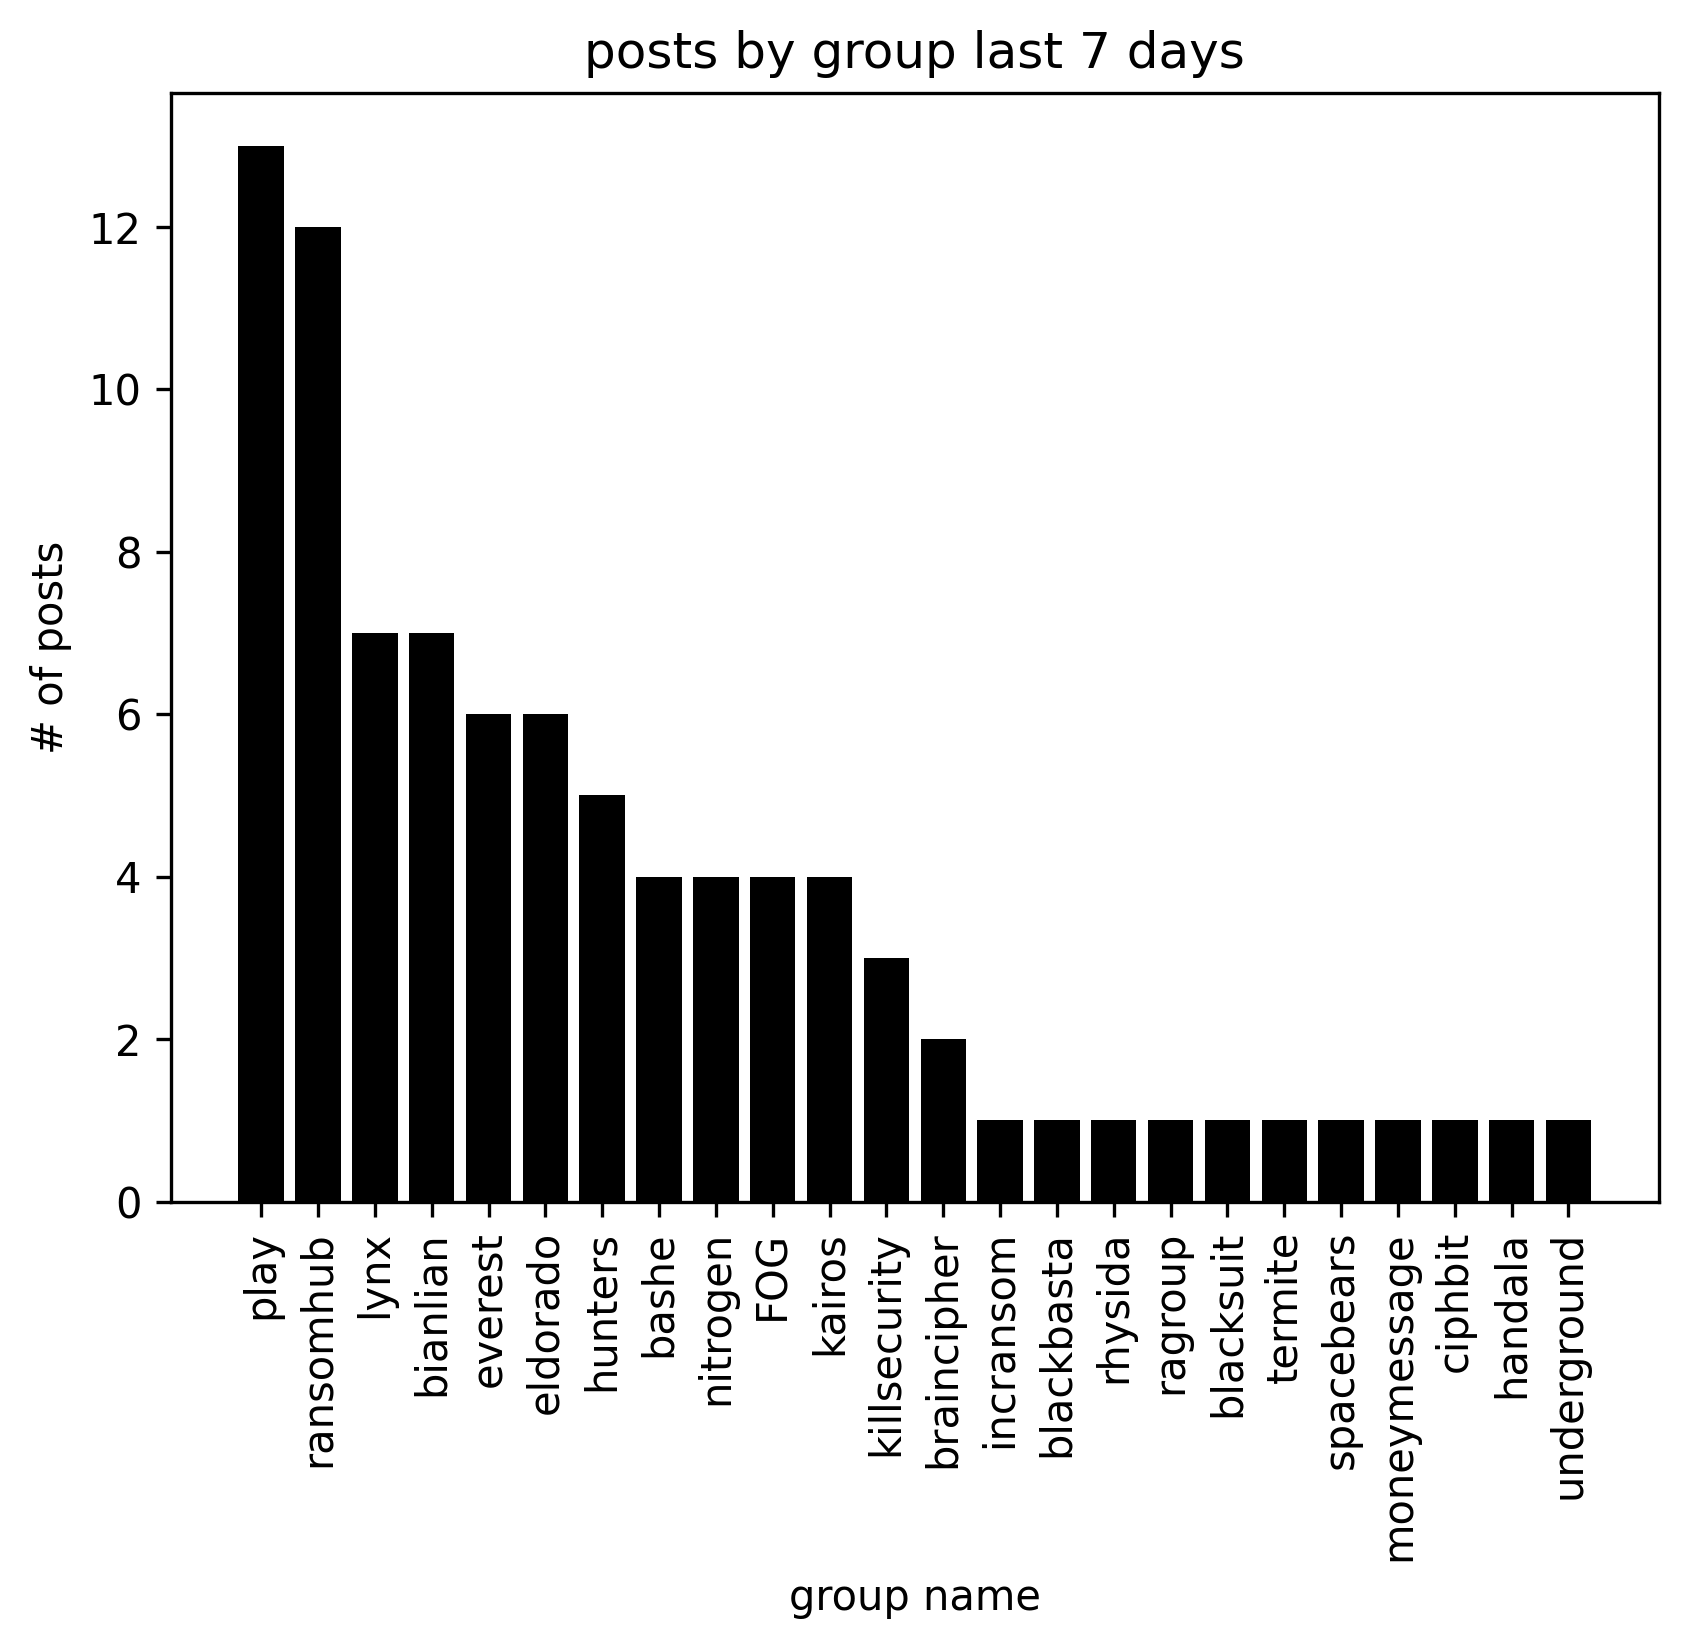 posts by group last 7 days
# of posts
12
10
8
6
4
2
0
play
ransomhub
lynx
bianlian
everest
eldorado
hunters
bashe
nitrogen
FOG
kairos
killsecurity
braincipher
incransom
blackbasta
rhysida
ragroup
blacksuit
termite
spacebears
moneymessage
ciphbit
handala
underground
group name